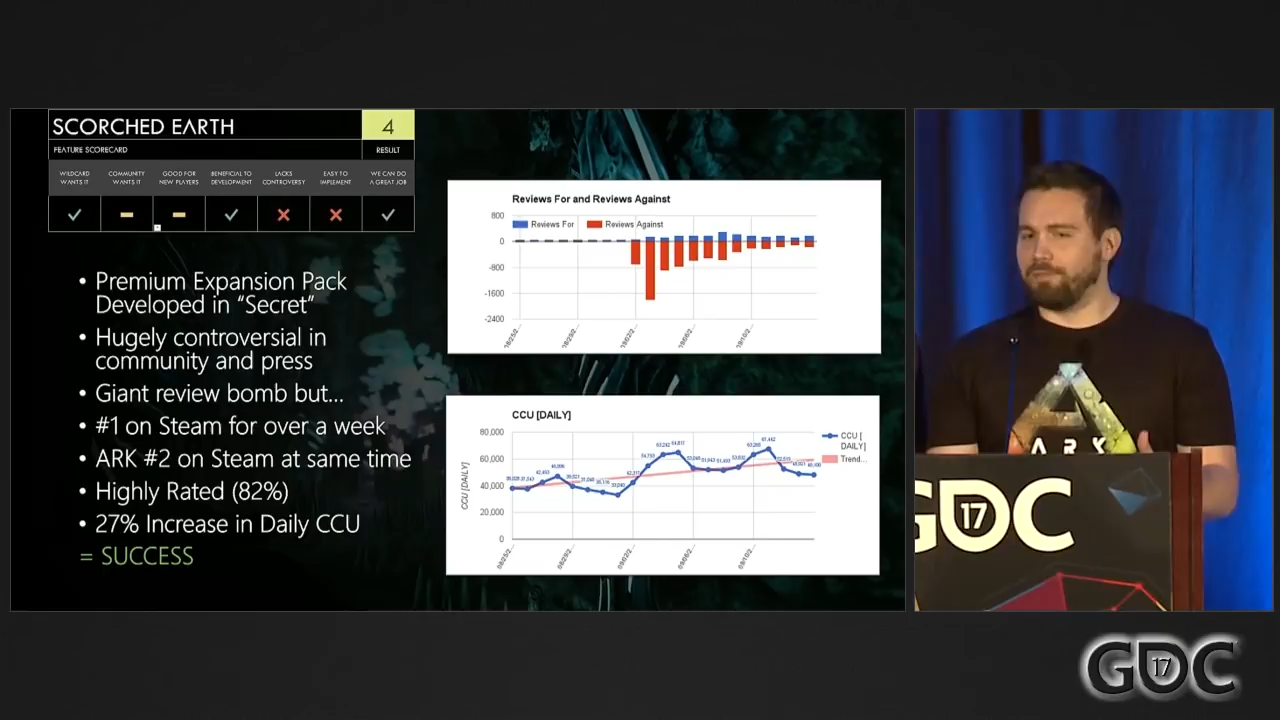 SCORCHED EARTH
4
FEATURE SCORECARD
RESULT
WILDCARD
WANTS IT
COMMUNITY
WANTS IT
GOOD FOR
NEW PLAYERS
BENEFICIAL TO
DEVELOPMENT
LACKS
CONTROVERSY
EASY TO
IMPLEMENT
WE CAN DO
A GREAT JOB
• Premium Expansion Pack
Developed in "Secret"
• Hugely controversial in
community and press
• Giant review bomb but...
• #1 on Steam for over a week
• ARK #2 on Steam at same time
• Highly Rated (82%)
• 27% Increase in Daily CCU
= SUCCESS
Reviews For and Reviews Against
Reviews For
Reviews Against
800
0
-800
-1600
-2400
CCU [DAILY]
CCU [DAILY]
80,000
60,000
40,000
20,000
0
CCU [
DAILY]
Trend...
ARK
GDC
17
GDC
17